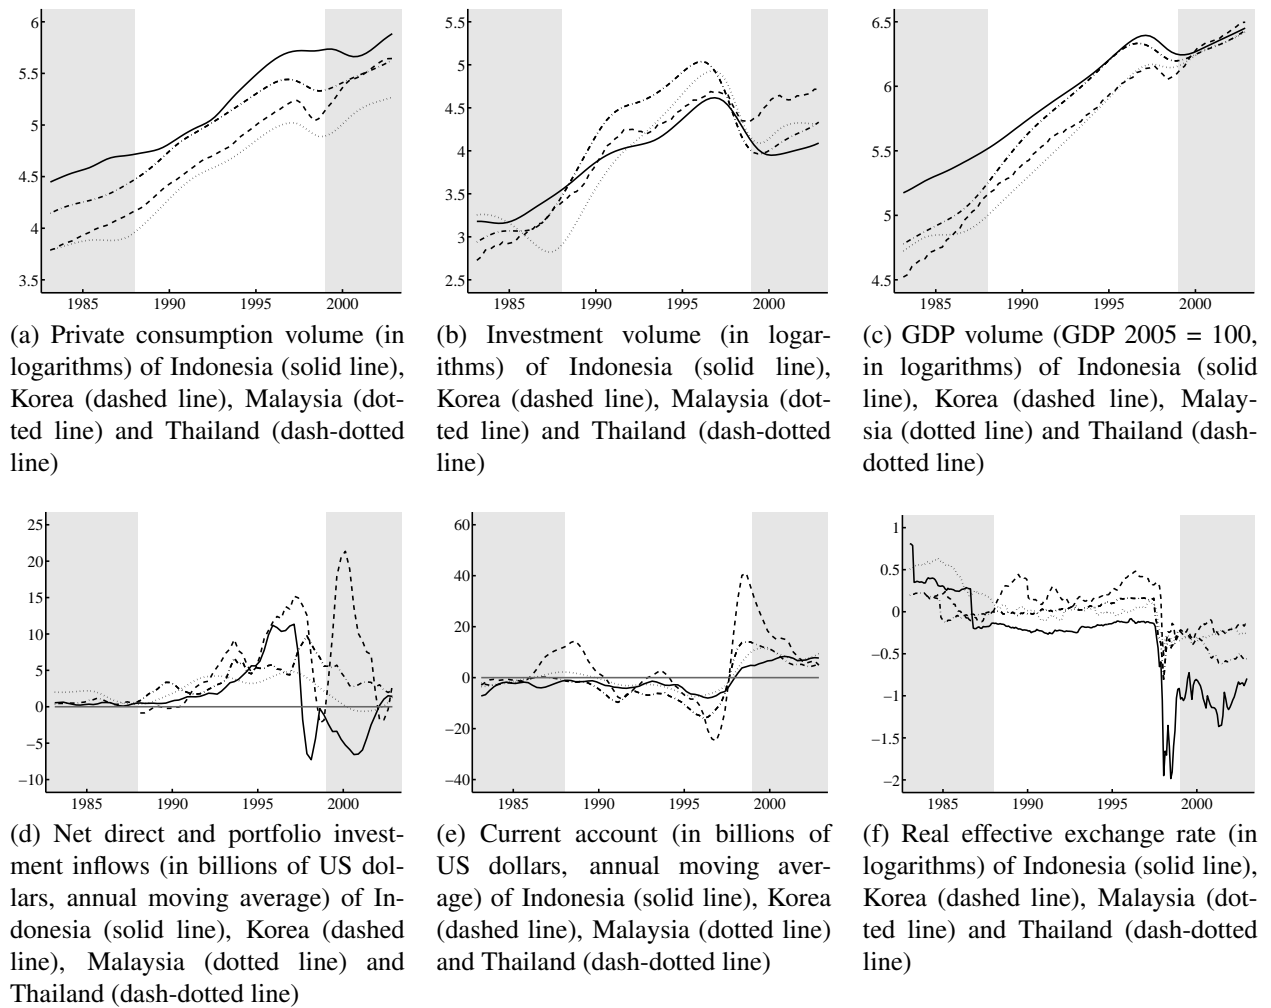 6
5.5
5
4.5
4
3.5
1985 1990 1995 2000
(a) Private consumption volume (in
logarithms) of Indonesia (solid line),
Korea (dashed line), Malaysia (dot-
ted line) and Thailand (dash-dotted
line)
5.5
5
4.5
4
3.5
3
2.5
1985 1990 1995 2000
(b) Investment volume (in logar-
ithms) of Indonesia (solid line),
Korea (dashed line), Malaysia (dot-
ted line) and Thailand (dash-dotted
line)
6.5
6
5.5
5
4.5
1985 1990 1995 2000
(c) GDP volume (GDP 2005 = 100,
in logarithms) of Indonesia (solid
line), Korea (dashed line), Malay-
sia (dotted line) and Thailand (dash-
dotted line)
25
20
15
10
5
0
−5
−10
1985 1990 1995 2000
(d) Net direct and portfolio invest-
ment inflows (in billions of US dol-
lars, annual moving average) of In-
donesia (solid line), Korea (dashed
line), Malaysia (dotted line) and
Thailand (dash-dotted line)
60
40
20
0
−20
−40
1985 1990 1995 2000
(e) Current account (in billions of
US dollars, annual moving aver-
age) of Indonesia (solid line), Korea
(dashed line), Malaysia (dotted line)
and Thailand (dash-dotted line)
1
0.5
0
−0.5
−1
−1.5
−2
1985 1990 1995 2000
(f) Real effective exchange rate (in
logarithms) of Indonesia (solid line),
Korea (dashed line), Malaysia (dot-
ted line) and Thailand (dash-dotted
line)